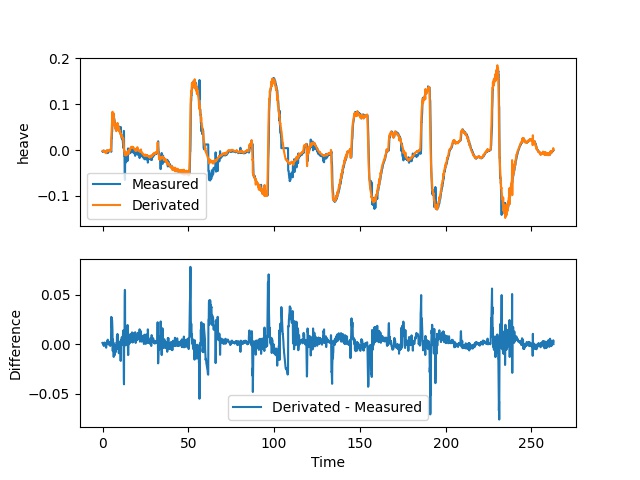 0.2
0.1
0.0
−0.1
heave
Measured
Derivated
0.05
0.00
−0.05
Difference
Derivated - Measured
0 50 100 150 200 250
Time